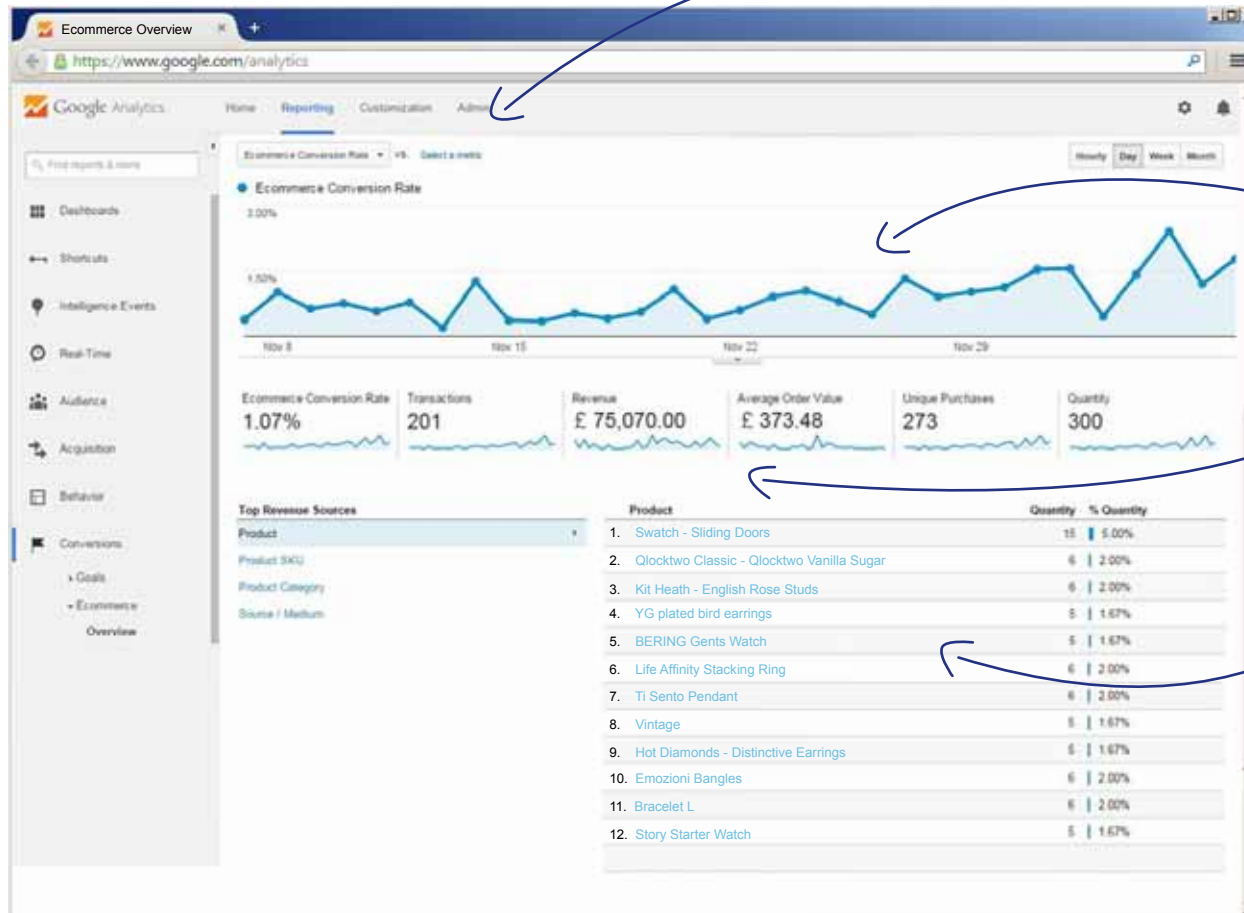 Ecommerce Overview
https://www.google.com/analytics
Google Analytics Home Reporting Customization Admin
Find reports & more
Ecommerce Conversion Rate VS. Select a metric
Hourly Day Week Month
Ecommerce Conversion Rate
3.00%
1.50%
Nov 8 Nov 15 Nov 22 Nov 29
Dashboards
Shortcuts
Intelligence Events
Real-Time
Audience
Acquisition
Behavior
Conversions
Goals
Ecommerce
Overview
Ecommerce Conversion Rate Transactions Revenue Average Order Value Unique Purchases Quantity
1.07% 201 £ 75,070.00 £ 373.48 273 300
Top Revenue Sources
Product
Product SKU
Product Category
Source / Medium
Product Quantity % Quantity
1. Swatch - Sliding Doors 15 5.00%
2. Qlocktwo Classic - Qlocktwo Vanilla Sugar 6 2.00%
3. Kit Heath - English Rose Studs 6 2.00%
4. YG plated bird earrings 5 1.67%
5. BERING Gents Watch 5 1.67%
6. Life Affinity Stacking Ring 6 2.00%
7. Ti Sento Pendant 6 2.00%
8. Vintage 5 1.67%
9. Hot Diamonds - Distinctive Earrings 5 1.67%
10. Emozioni Bangles 6 2.00%
11. Bracelet L 6 2.00%
12. Story Starter Watch 5 1.67%